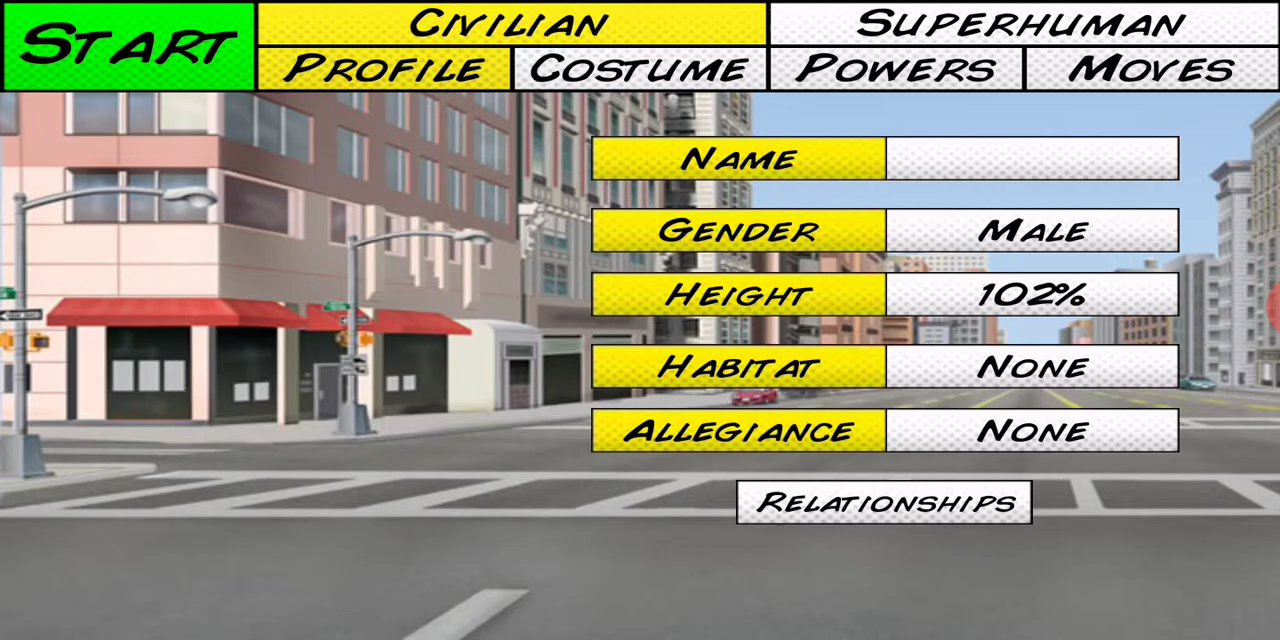 START
CIVILIAN
SUPERHUMAN
PROFILE
COSTUME
POWERS
MOVES
NAME
GENDER MALE
HEIGHT 102%
HABITAT NONE
ALLEGIANCE NONE
RELATIONSHIPS